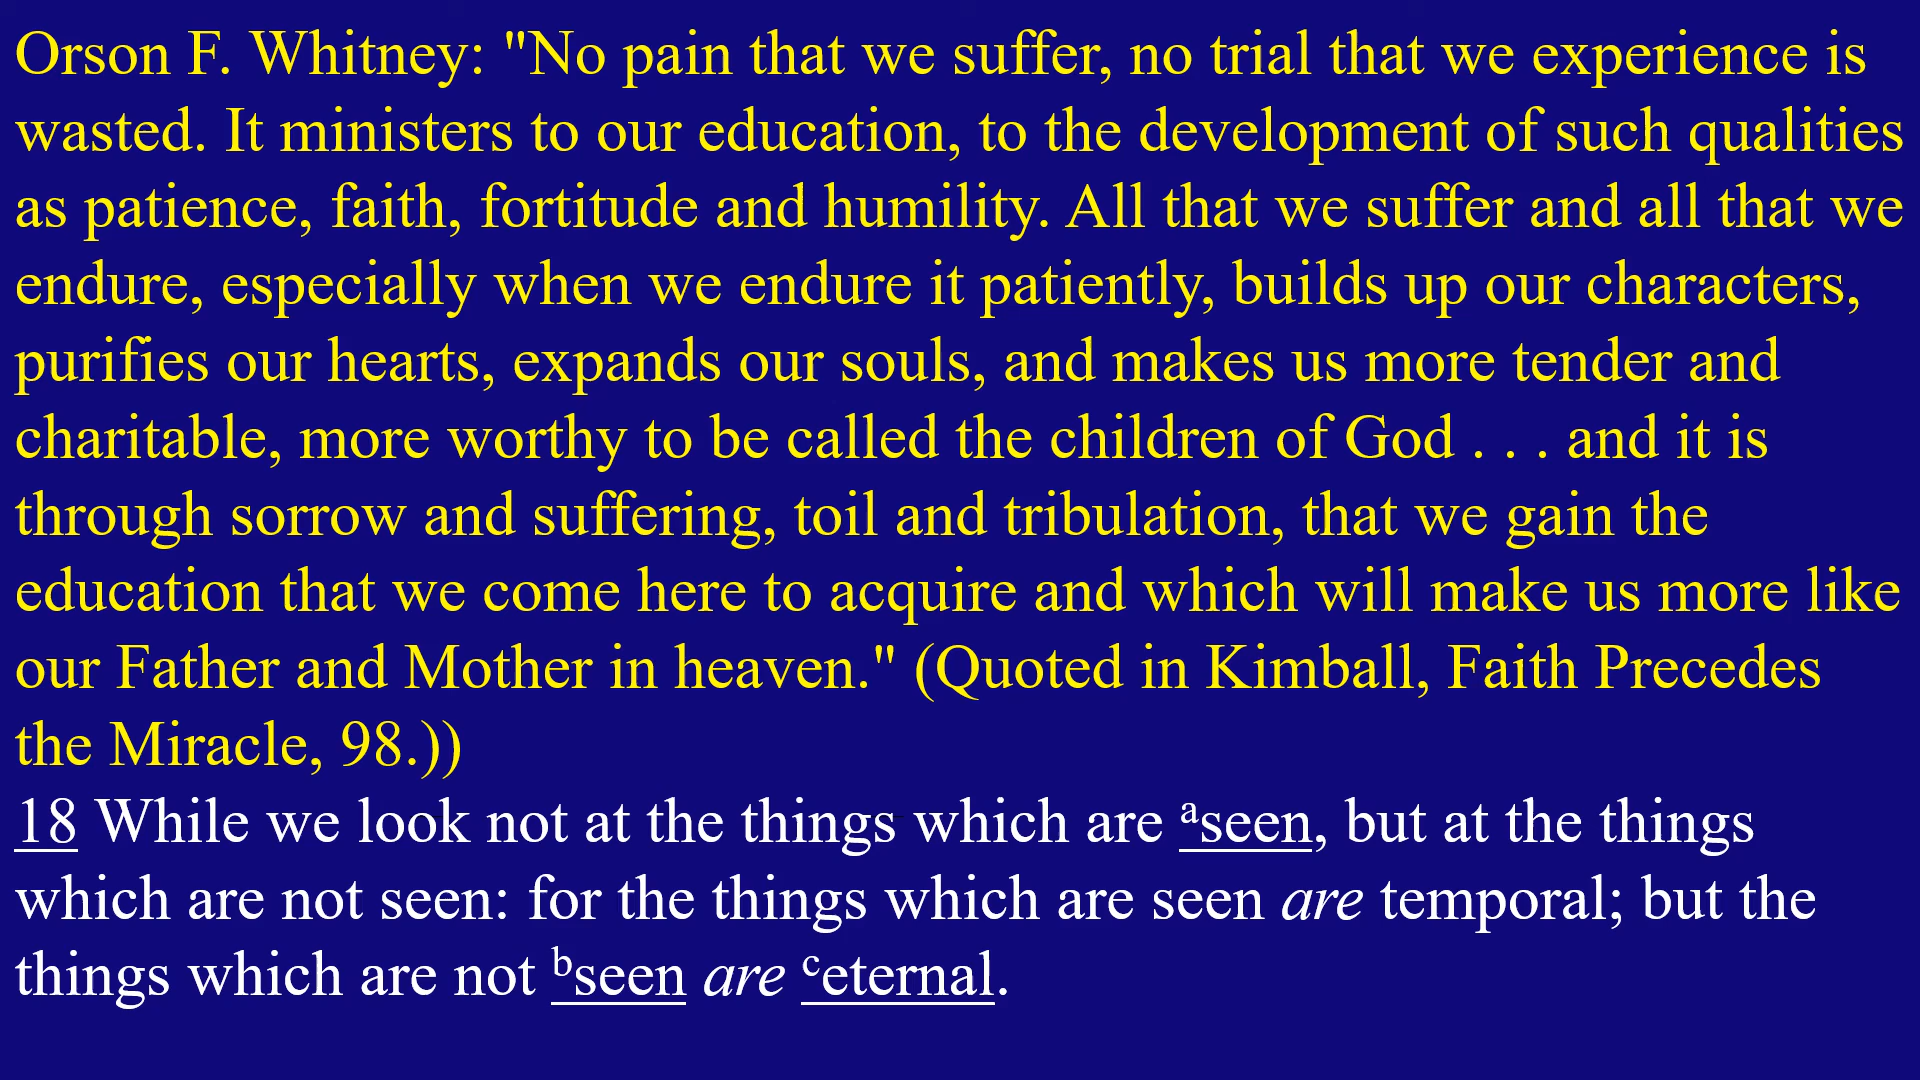 Orson F. Whitney: "No pain that we suffer, no trial that we experience is
wasted. It ministers to our education, to the development of such qualities
as patience, faith, fortitude and humility. All that we suffer and all that we
endure, especially when we endure it patiently, builds up our characters,
purifies our hearts, expands our souls, and makes us more tender and
charitable, more worthy to be called the children of God . . . and it is
through sorrow and suffering, toil and tribulation, that we gain the
education that we come here to acquire and which will make us more like
our Father and Mother in heaven." (Quoted in Kimball, Faith Precedes
the Miracle, 98.))
18 While we look not at the things which are aseen, but at the things
which are not seen: for the things which are seen are temporal; but the
things which are not bseen are ceternal.